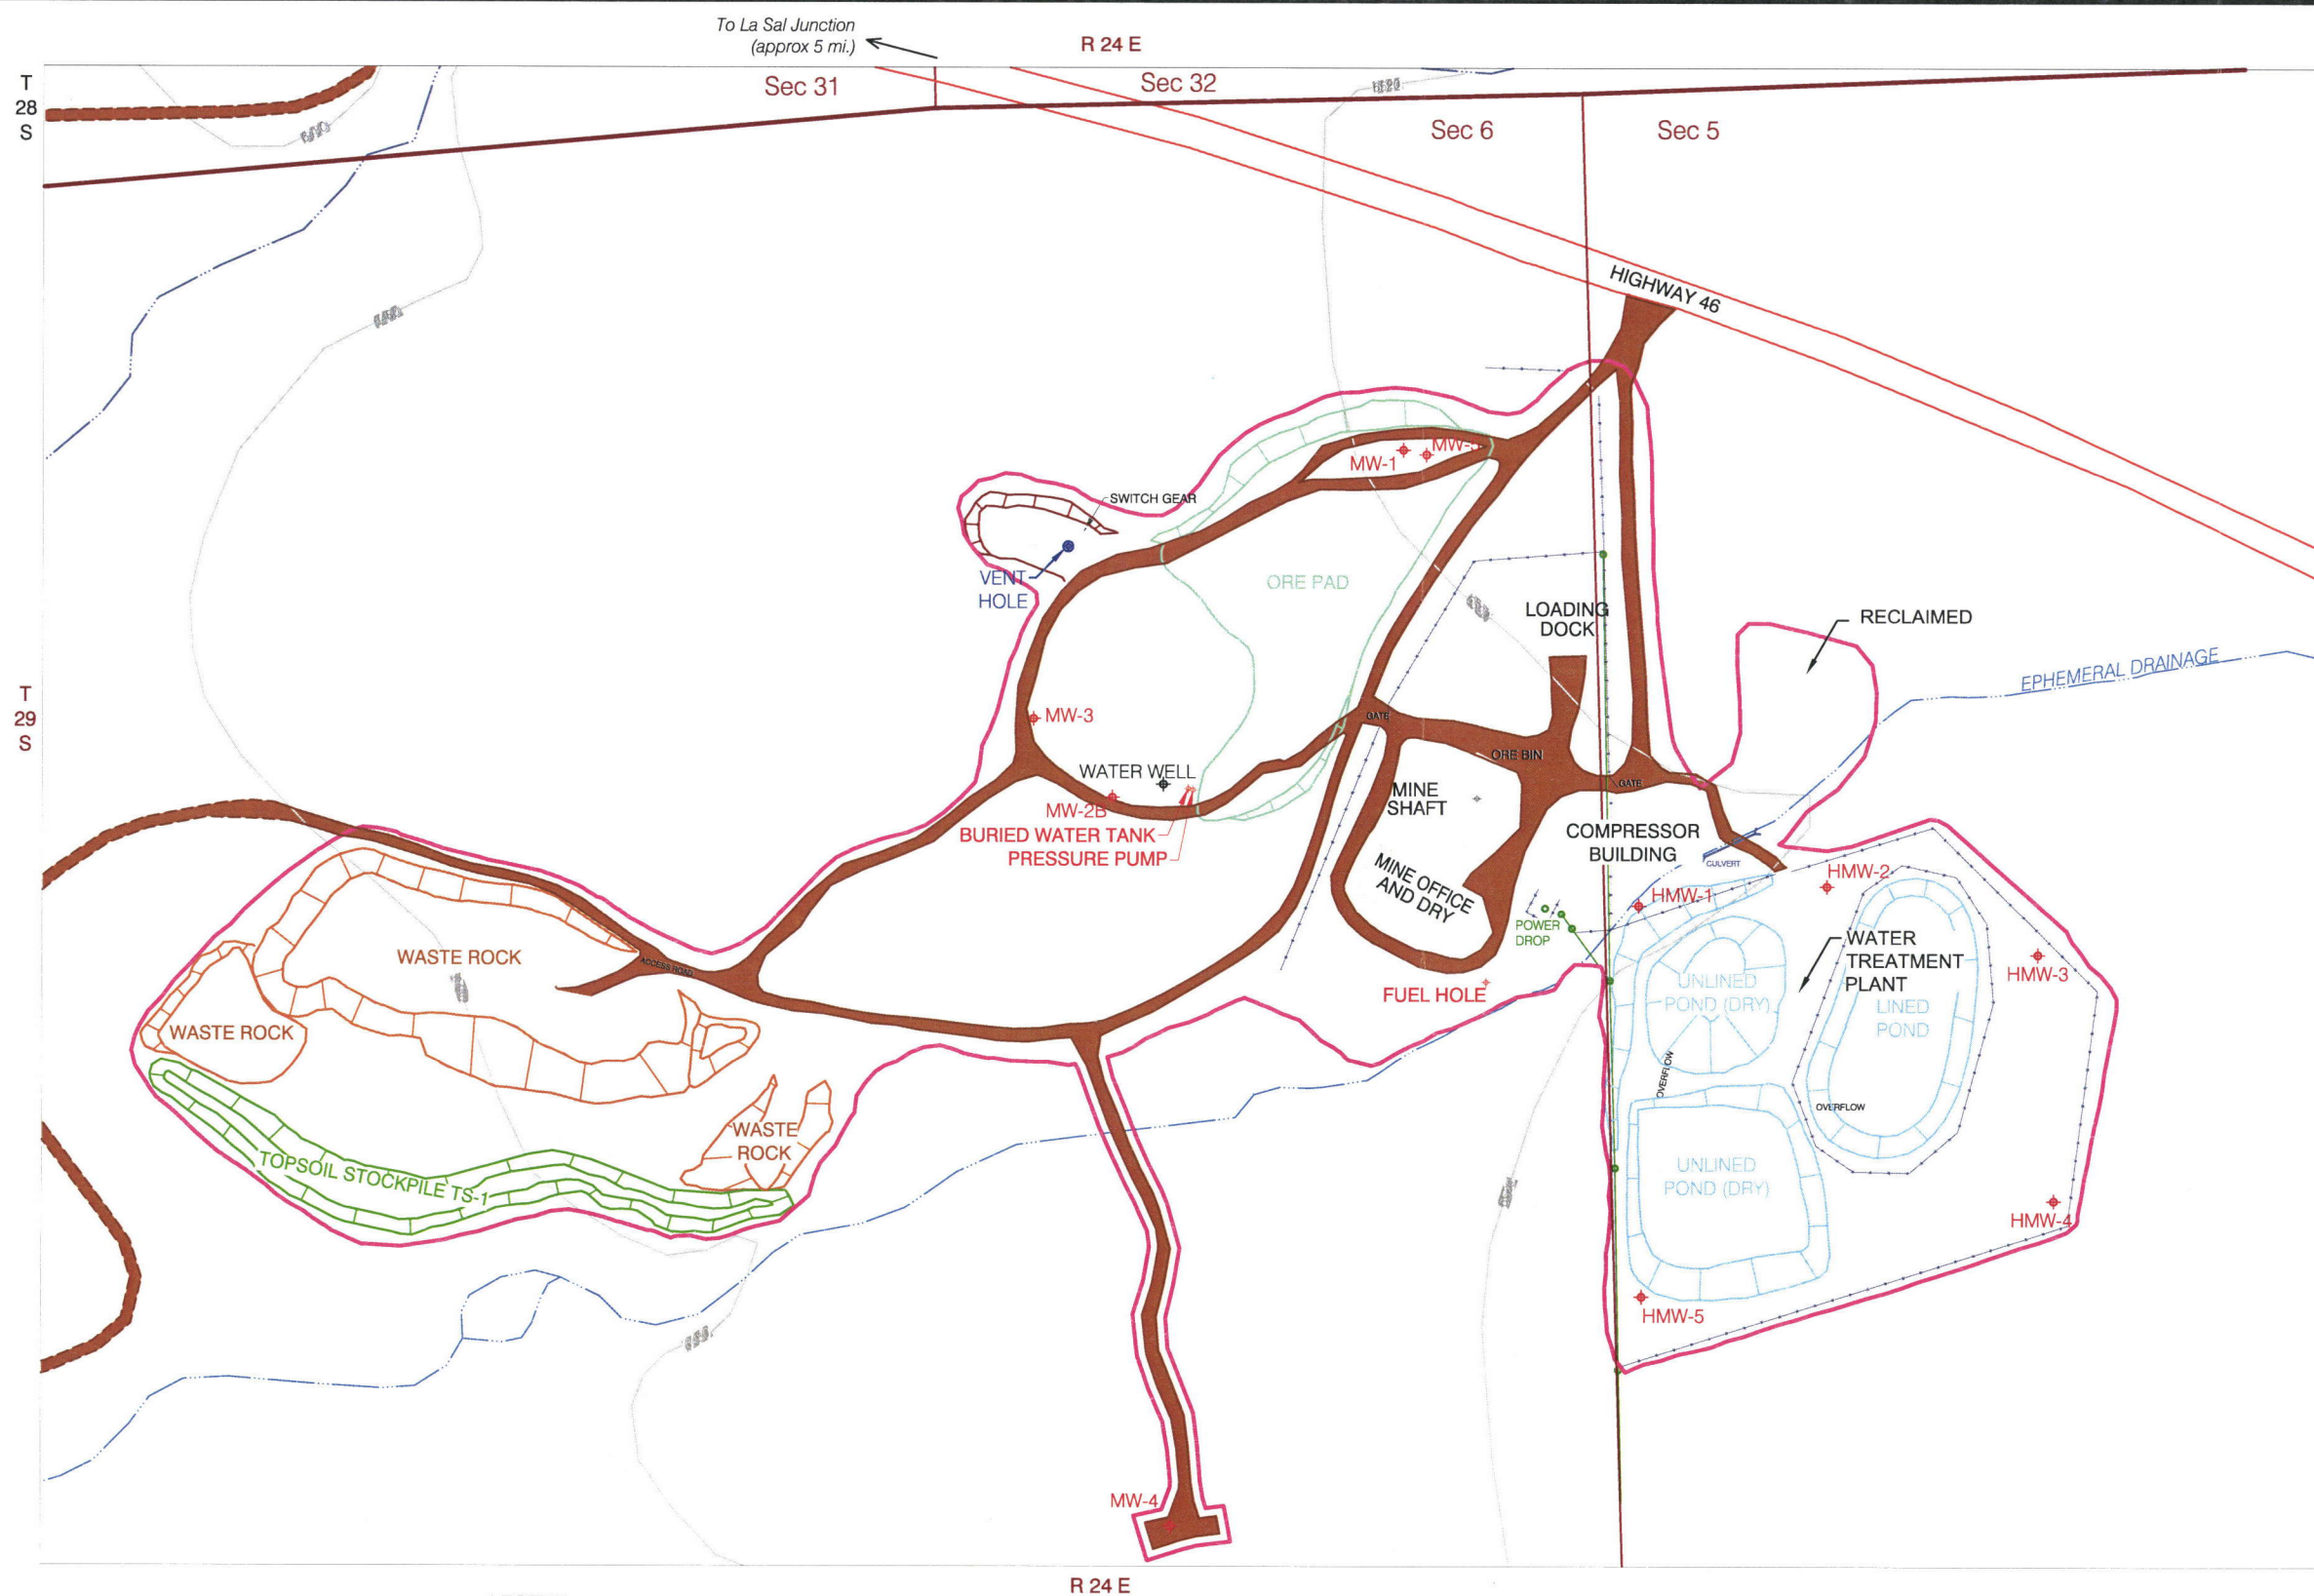 To La Sal Junction
(approx 5 mi.)
R 24 E
T
28
S
Sec 31
Sec 32
Sec 6
Sec 5
HIGHWAY 46
MW-1
SWITCH GEAR
VENT
HOLE
ORE PAD
LOADING
DOCK
RECLAIMED
EPHEMERAL DRAINAGE
T
29
S
MW-3
GATE
ORE BIN
GATE
WATER WELL
MW-2B
BURIED WATER TANK
PRESSURE PUMP
MINE
SHAFT
COMPRESSOR
BUILDING
CULVERT
MINE OFFICE
AND DRY
HMW-1
HMW-2
POWER
DROP
WATER
TREATMENT
PLANT
HMW-3
WASTE ROCK
ACCESS ROAD
UNLINED
POND (DRY)
LINED
POND
FUEL HOLE
WASTE ROCK
OVERFLOW
OVERFLOW
WASTE
ROCK
TOPSOIL STOCKPILE TS-1
UNLINED
POND (DRY)
HMW-4
HMW-5
MW-4
R 24 E